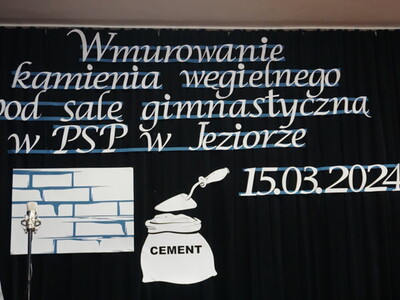 Wmurowanie
kamienia węgielnego
pod salę gimnastyczną
w PSP w Jeziorze
15.03.2024
CEMENT